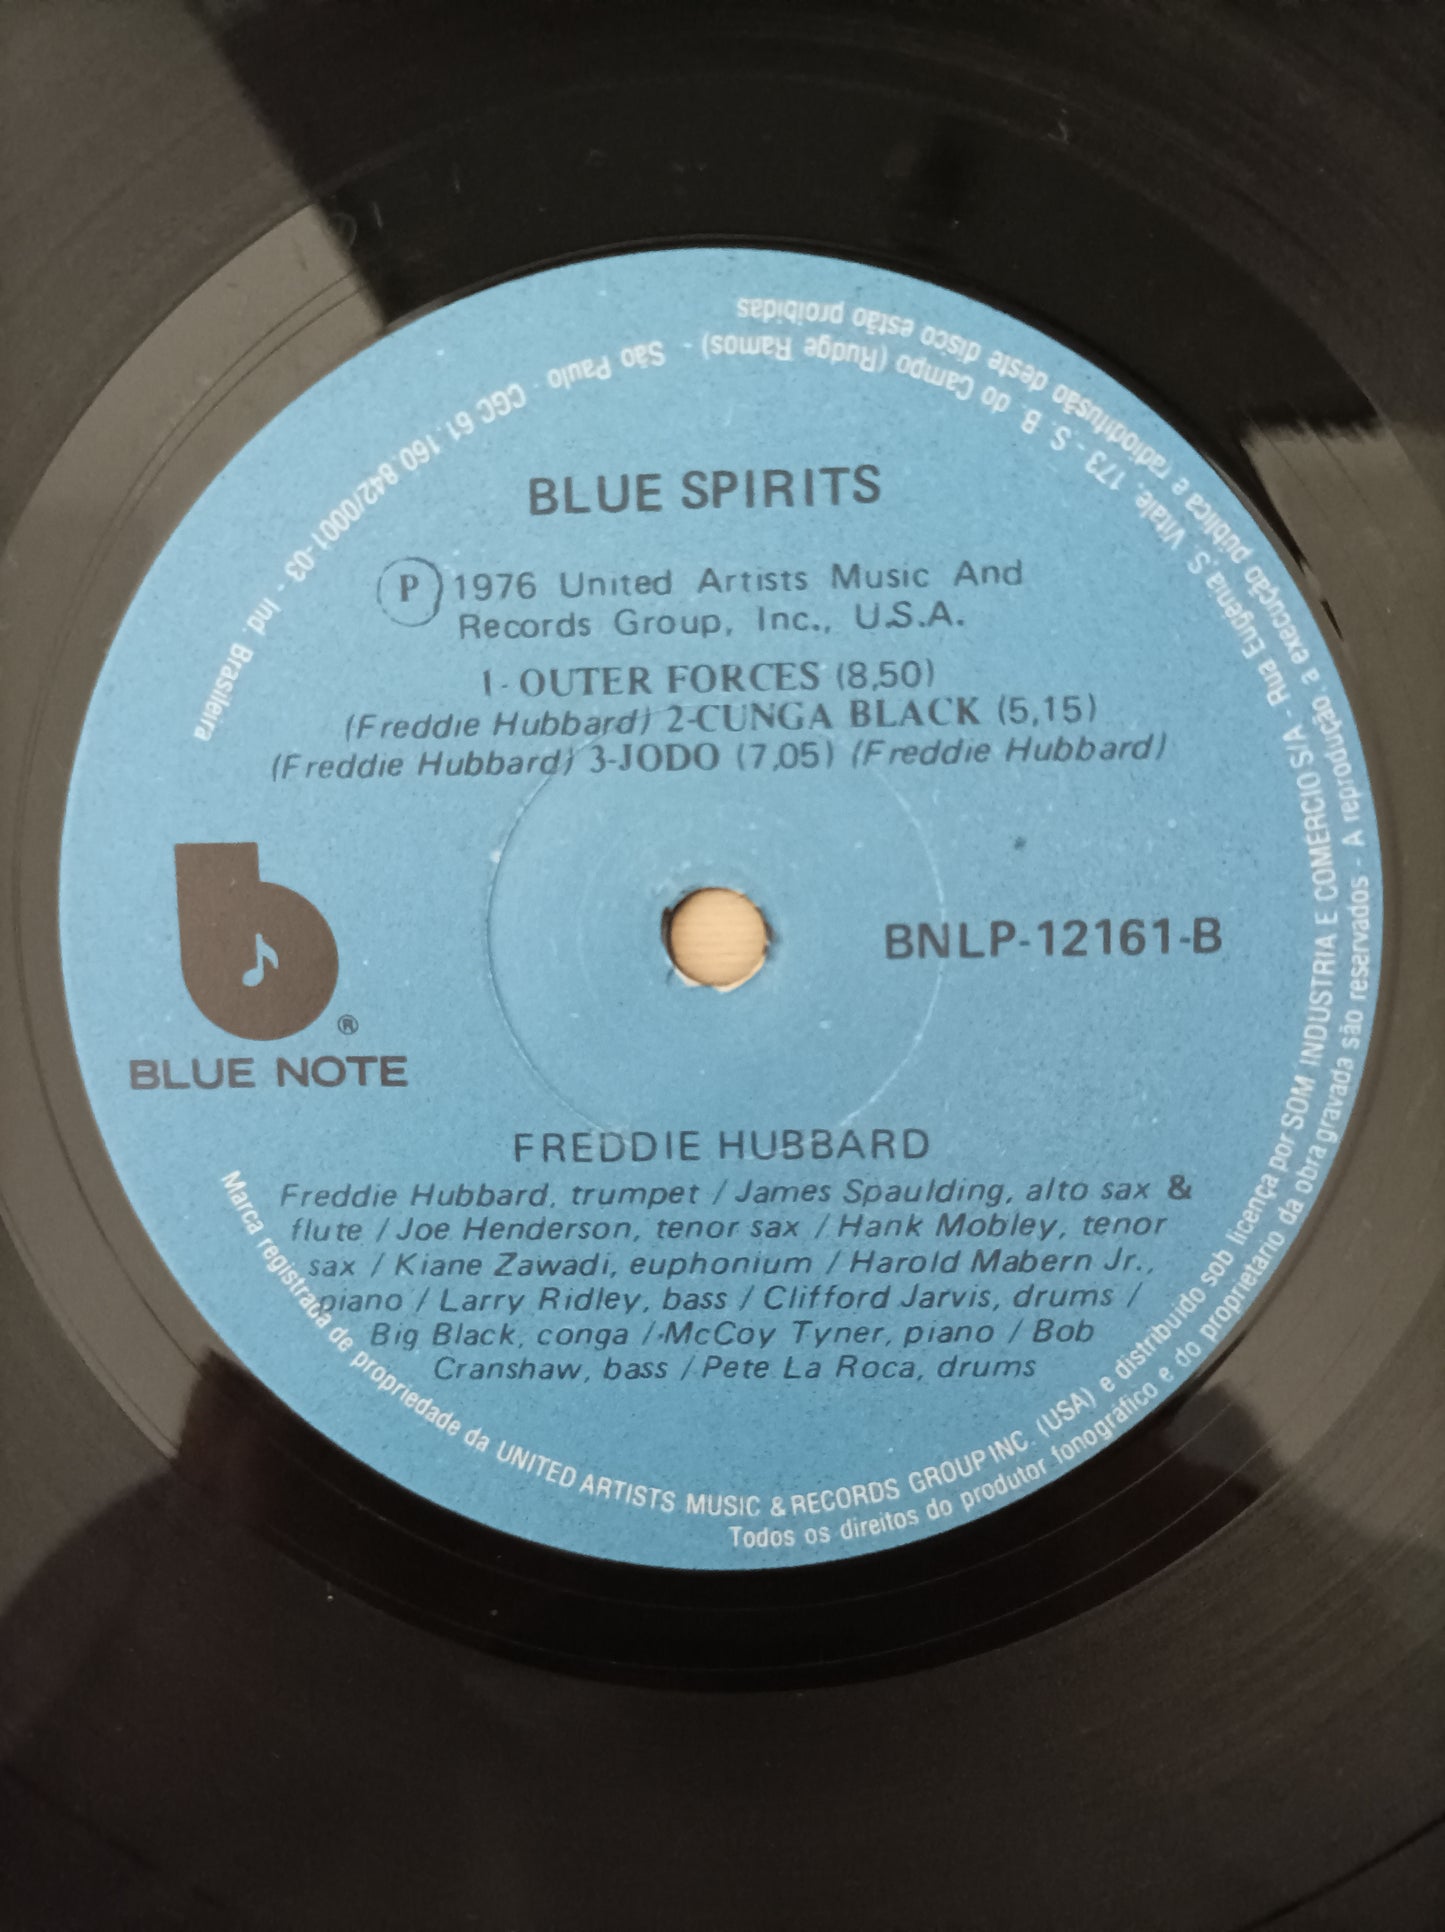 BLUE SPIRITS
P 1976 United Artists Music And
Records Group, Inc., U.S.A.
1- OUTER FORCES (8,50)
(Freddie Hubbard) 2-CUNGA BLACK (5,15)
(Freddie Hubbard) 3-JODO (7,05) (Freddie Hubbard)
BLUE NOTE ®
BNLP-12161-B
FREDDIE HUBBARD
Freddie Hubbard, trumpet / James Spaulding, alto sax &
flute / Joe Henderson, tenor sax / Hank Mobley, tenor
sax / Kiane Zawadi, euphonium / Harold Mabern Jr.,
piano / Larry Ridley, bass / Clifford Jarvis, drums /
Big Black, conga / McCoy Tyner, piano / Bob
Cranshaw, bass / Pete La Roca, drums
Marca registrada de propriedade da UNITED ARTISTS MUSIC & RECORDS GROUP INC. (USA) e distribuido sob licença por SOM INDUSTRIA E COMERCIO SIA - Rua Eugênia S. Vitale, 173 - S. B. do Campo (Rudge Ramos) - São Paulo - CGC 61.160.842/0001-03 - Ind. Brasileira
Todos os direitos do produtor fonográfico e do proprietario da obra gravada são reservados - A reprodução, a execução pública e radiodifusão deste disco estão proibidas